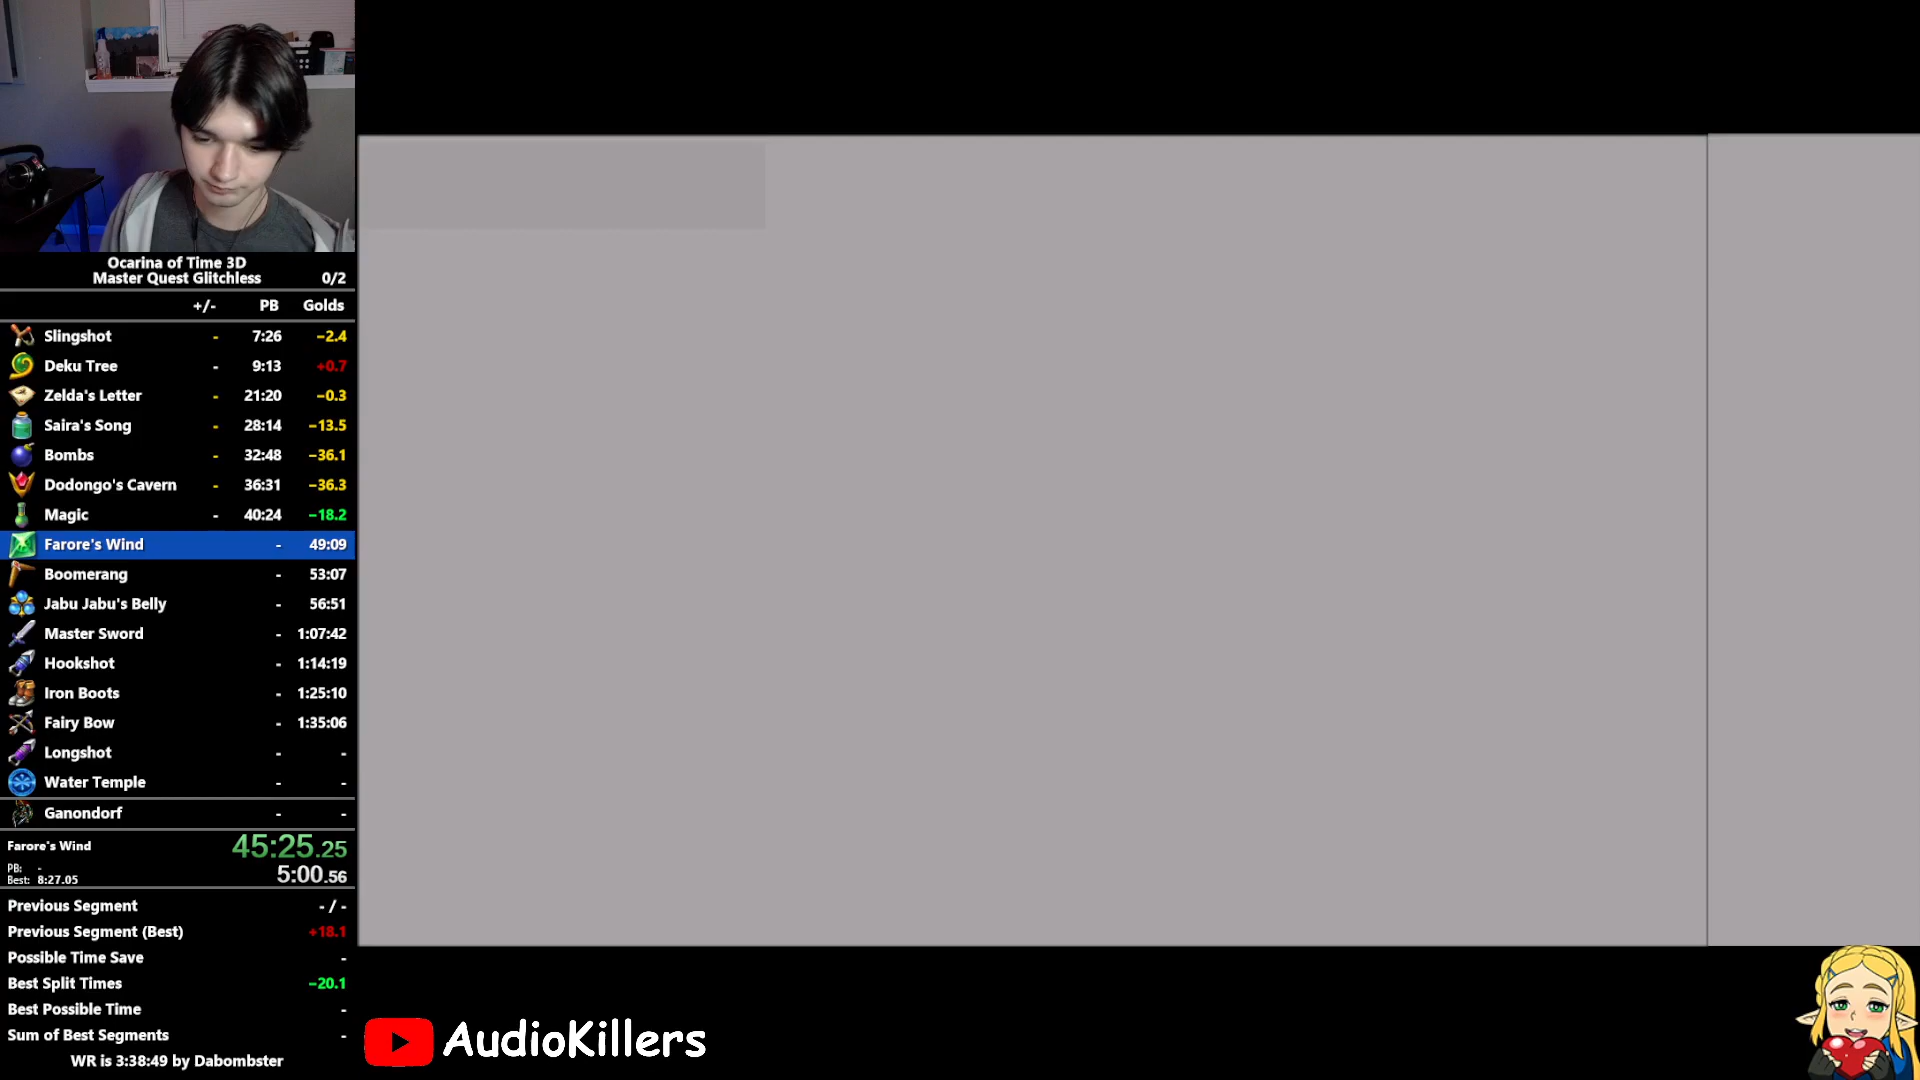 Ocarina of Time 3D
Master Quest Glitchless 0/2
+/- PB Golds
Slingshot - 7:26 −2.4
Deku Tree - 9:13 +0.7
Zelda's Letter - 21:20 −0.3
Saira's Song - 28:14 −13.5
Bombs - 32:48 −36.1
Dodongo's Cavern - 36:31 −36.3
Magic - 40:24 −18.2
Farore's Wind - 49:09
Boomerang - 53:07
Jabu Jabu's Belly - 56:51
Master Sword - 1:07:42
Hookshot - 1:14:19
Iron Boots - 1:25:10
Fairy Bow - 1:35:06
Longshot - -
Water Temple - -
Ganondorf - -
Farore's Wind 45:25.25
PB: -
Best: 8:27.05 5:00.56
Previous Segment - / -
Previous Segment (Best) +18.1
Possible Time Save -
Best Split Times −20.1
Best Possible Time -
Sum of Best Segments -
WR is 3:38:49 by Dabombster
AudioKillers